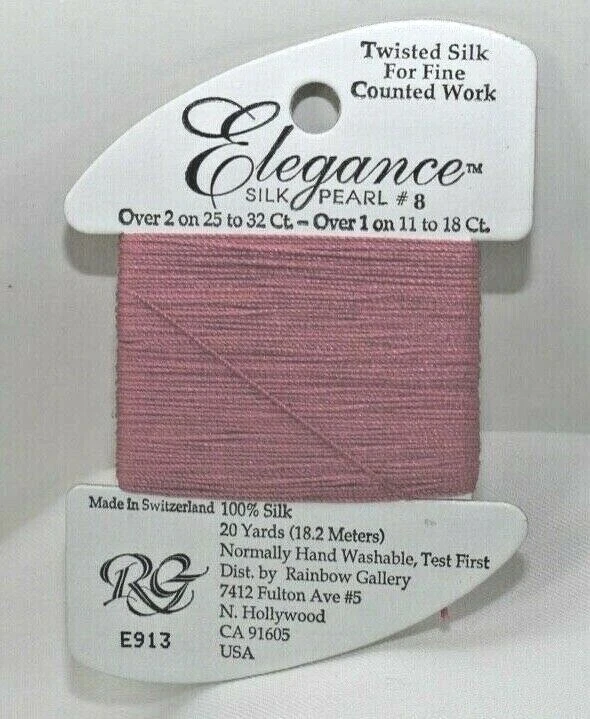 Twisted Silk
For Fine
Counted Work
Elegance™
SILK PEARL # 8
Over 2 on 25 to 32 Ct. – Over 1 on 11 to 18 Ct.
Made In Switzerland 100% Silk
20 Yards (18.2 Meters)
Normally Hand Washable, Test First
Dist. by Rainbow Gallery
7412 Fulton Ave #5
N. Hollywood
CA 91605
USA
RG
E913